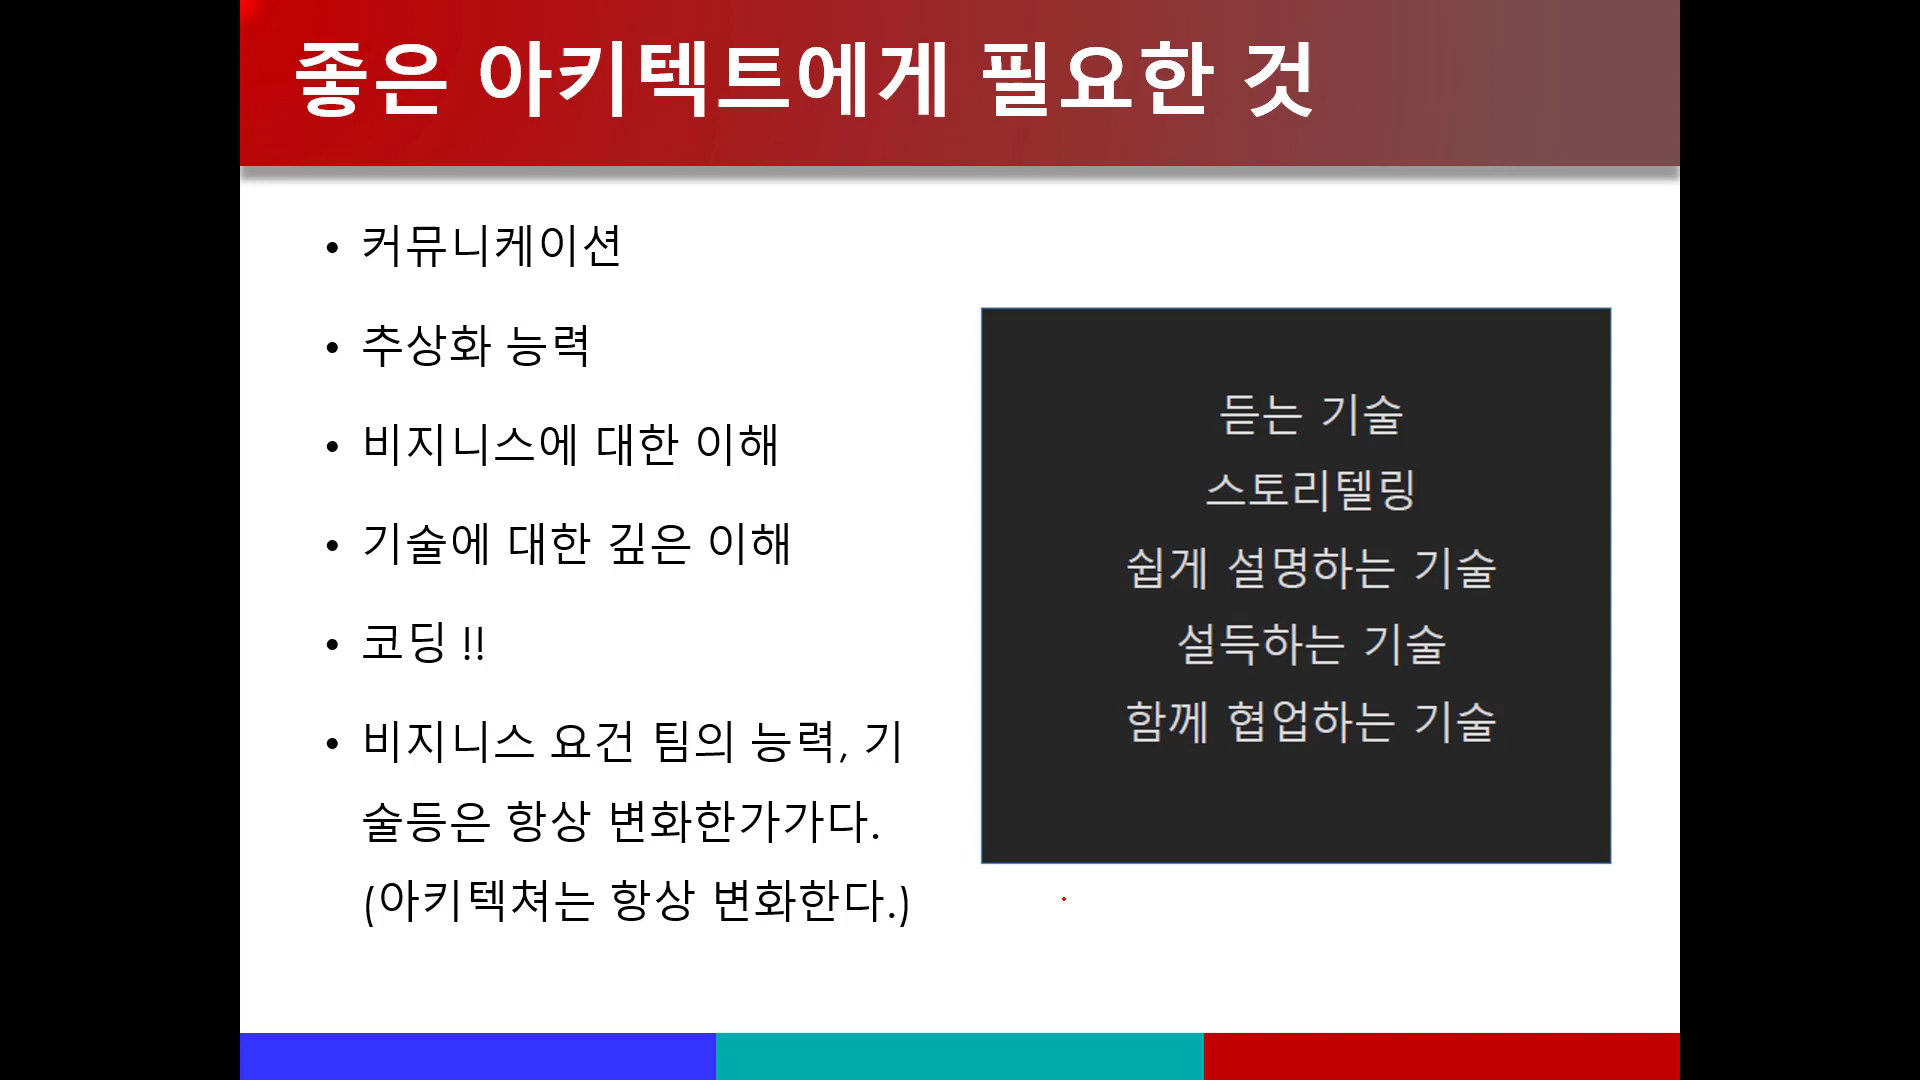 좋은 아키텍트에게 필요한 것
• 커뮤니케이션
• 추상화 능력
• 비지니스에 대한 이해
• 기술에 대한 깊은 이해
• 코딩 !!
• 비지니스 요건 팀의 능력, 기
술등은 항상 변화한가가다.
(아키텍쳐는 항상 변화한다.)
듣는 기술
스토리텔링
쉽게 설명하는 기술
설득하는 기술
함께 협업하는 기술